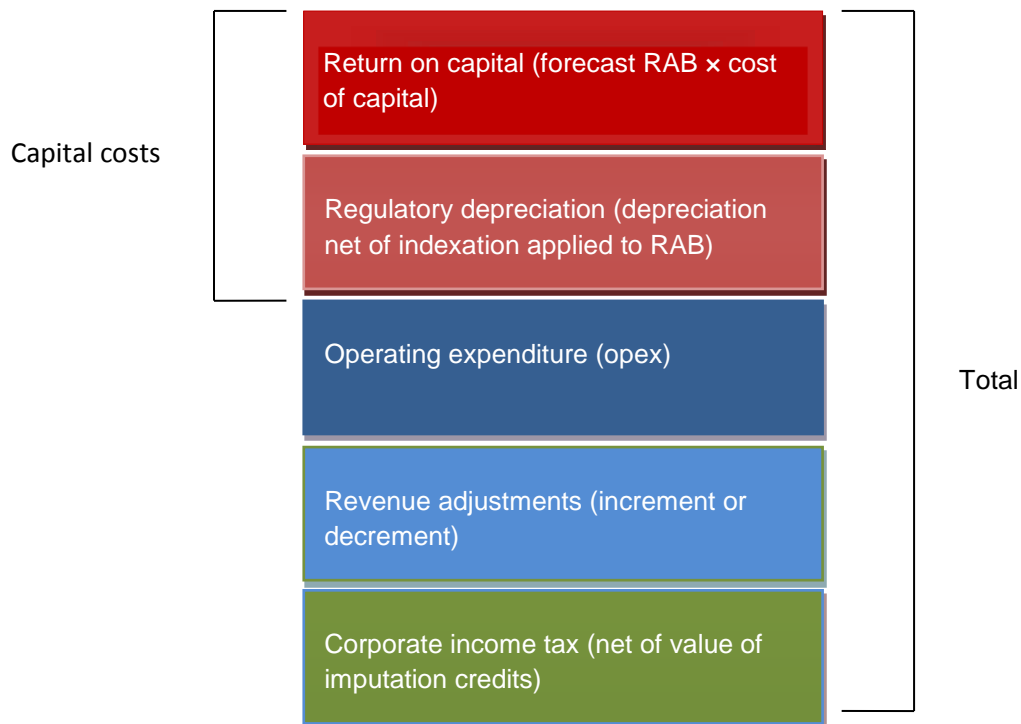 Capital costs
Return on capital (forecast RAB × cost
of capital)
Regulatory depreciation (depreciation
net of indexation applied to RAB)
Operating expenditure (opex)
Total
Revenue adjustments (increment or
decrement)
Corporate income tax (net of value of
imputation credits)